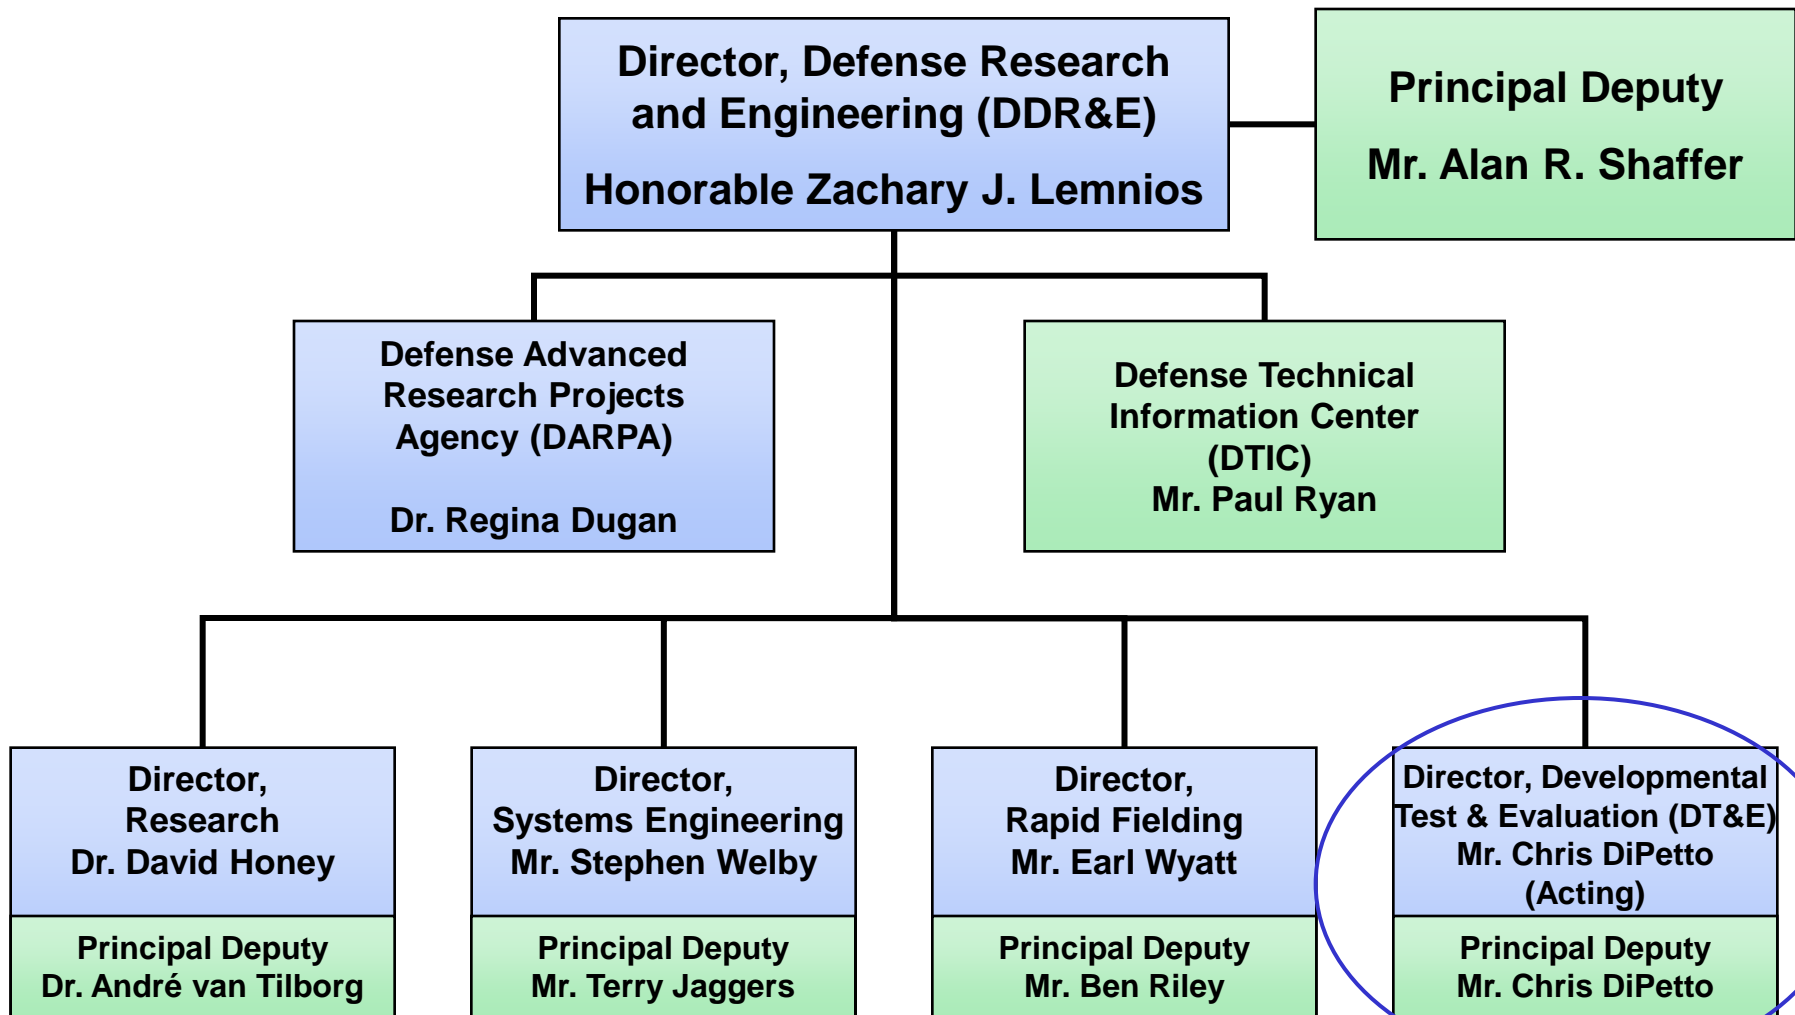 Director, Defense Research
and Engineering (DDR&E)
Honorable Zachary J. Lemnios
Principal Deputy
Mr. Alan R. Shaffer
Defense Advanced
Research Projects
Agency (DARPA)
Dr. Regina Dugan
Defense Technical
Information Center
(DTIC)
Mr. Paul Ryan
Director,
Research
Dr. David Honey
Principal Deputy
Dr. André van Tilborg
Director,
Systems Engineering
Mr. Stephen Welby
Principal Deputy
Mr. Terry Jaggers
Director,
Rapid Fielding
Mr. Earl Wyatt
Principal Deputy
Mr. Ben Riley
Director, Developmental
Test & Evaluation (DT&E)
Mr. Chris DiPetto
(Acting)
Principal Deputy
Mr. Chris DiPetto